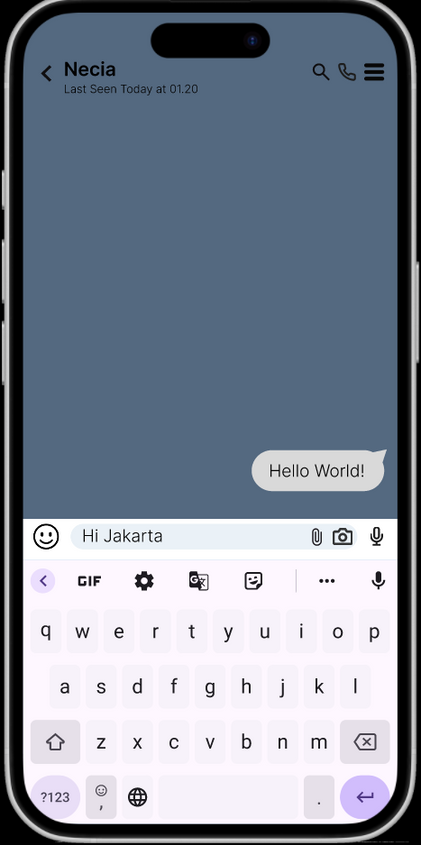 Necia
Last Seen Today at 01.20
Hello World!
Hi Jakarta
GIF
q w e r t y u i o p
a s d f g h j k l
z x c v b n m
?123 , .